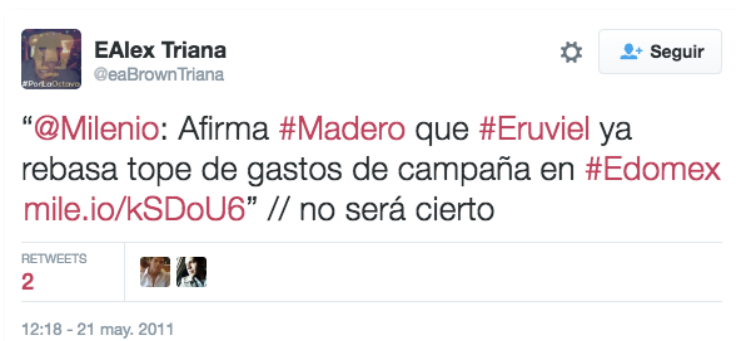 EAlex Triana
@eaBrownTriana
Seguir
#PorLaOctava
“@Milenio: Afirma #Madero que #Eruviel ya
rebasa tope de gastos de campaña en #Edomex
mile.io/kSDoU6” // no será cierto
RETWEETS
2
12:18 - 21 may. 2011